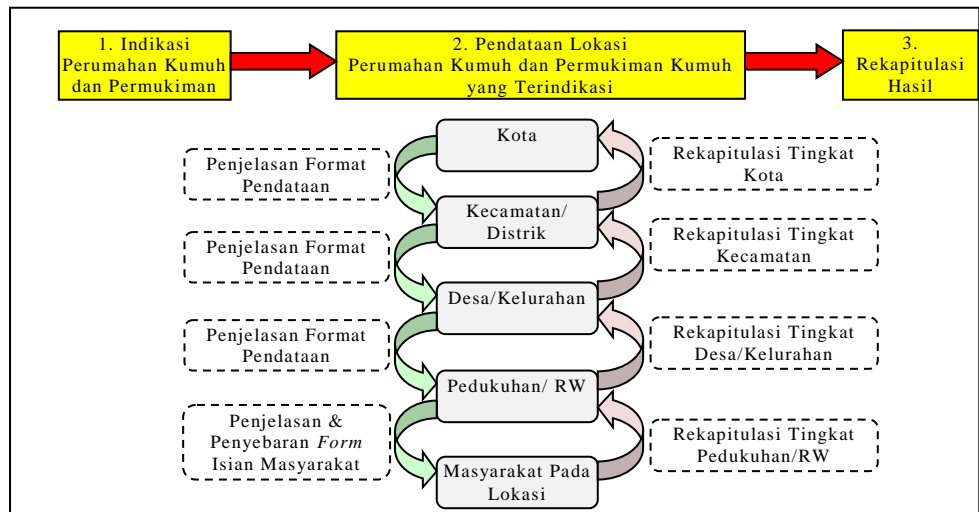 1. Indikasi
Perumahan Kumuh
dan Permukiman
2. Pendataan Lokasi
Perumahan Kumuh dan Permukiman Kumuh
yang Terindikasi
3.
Rekapitulasi
Hasil
Kota
Penjelasan Format
Pendataan
Rekapitulasi Tingkat
Kota
Kecamatan/
Distrik
Penjelasan Format
Pendataan
Rekapitulasi Tingkat
Kecamatan
Desa/Kelurahan
Penjelasan Format
Pendataan
Rekapitulasi Tingkat
Desa/Kelurahan
Pedukuhan/ RW
Penjelasan &
Penyebaran Form
Isian Masyarakat
Rekapitulasi Tingkat
Pedukuhan/RW
Masyarakat Pada
Lokasi